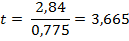 t = 2,84 / 0,775 = 3,665